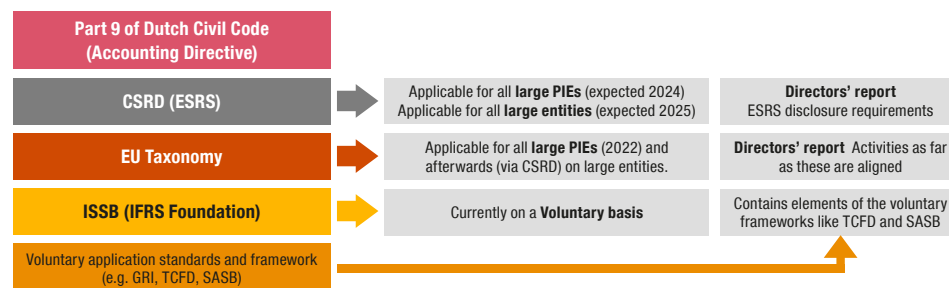 Part 9 of Dutch Civil Code
(Accounting Directive)
CSRD (ESRS)
Applicable for all large PIEs (expected 2024)
Applicable for all large entities (expected 2025)
Directors' report
ESRS disclosure requirements
EU Taxonomy
Applicable for all large PIEs (2022) and
afterwards (via CSRD) on large entities.
Directors' report Activities as far
as these are aligned
ISSB (IFRS Foundation)
Currently on a Voluntary basis
Contains elements of the voluntary
frameworks like TCFD and SASB
Voluntary application standards and framework
(e.g. GRI, TCFD, SASB)